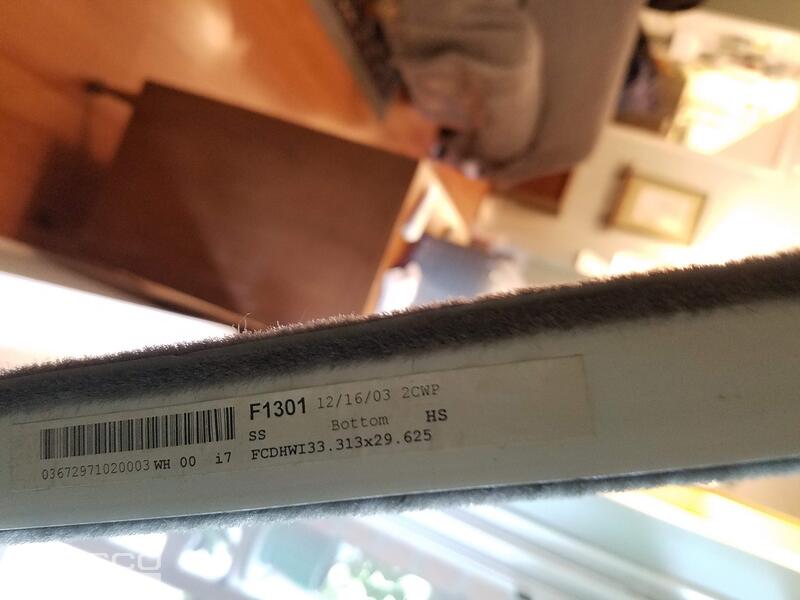 F1301 12/16/03 2CWP
SS Bottom HS
03672971020003 WH 00 i7 FCDHWI33.313x29.625